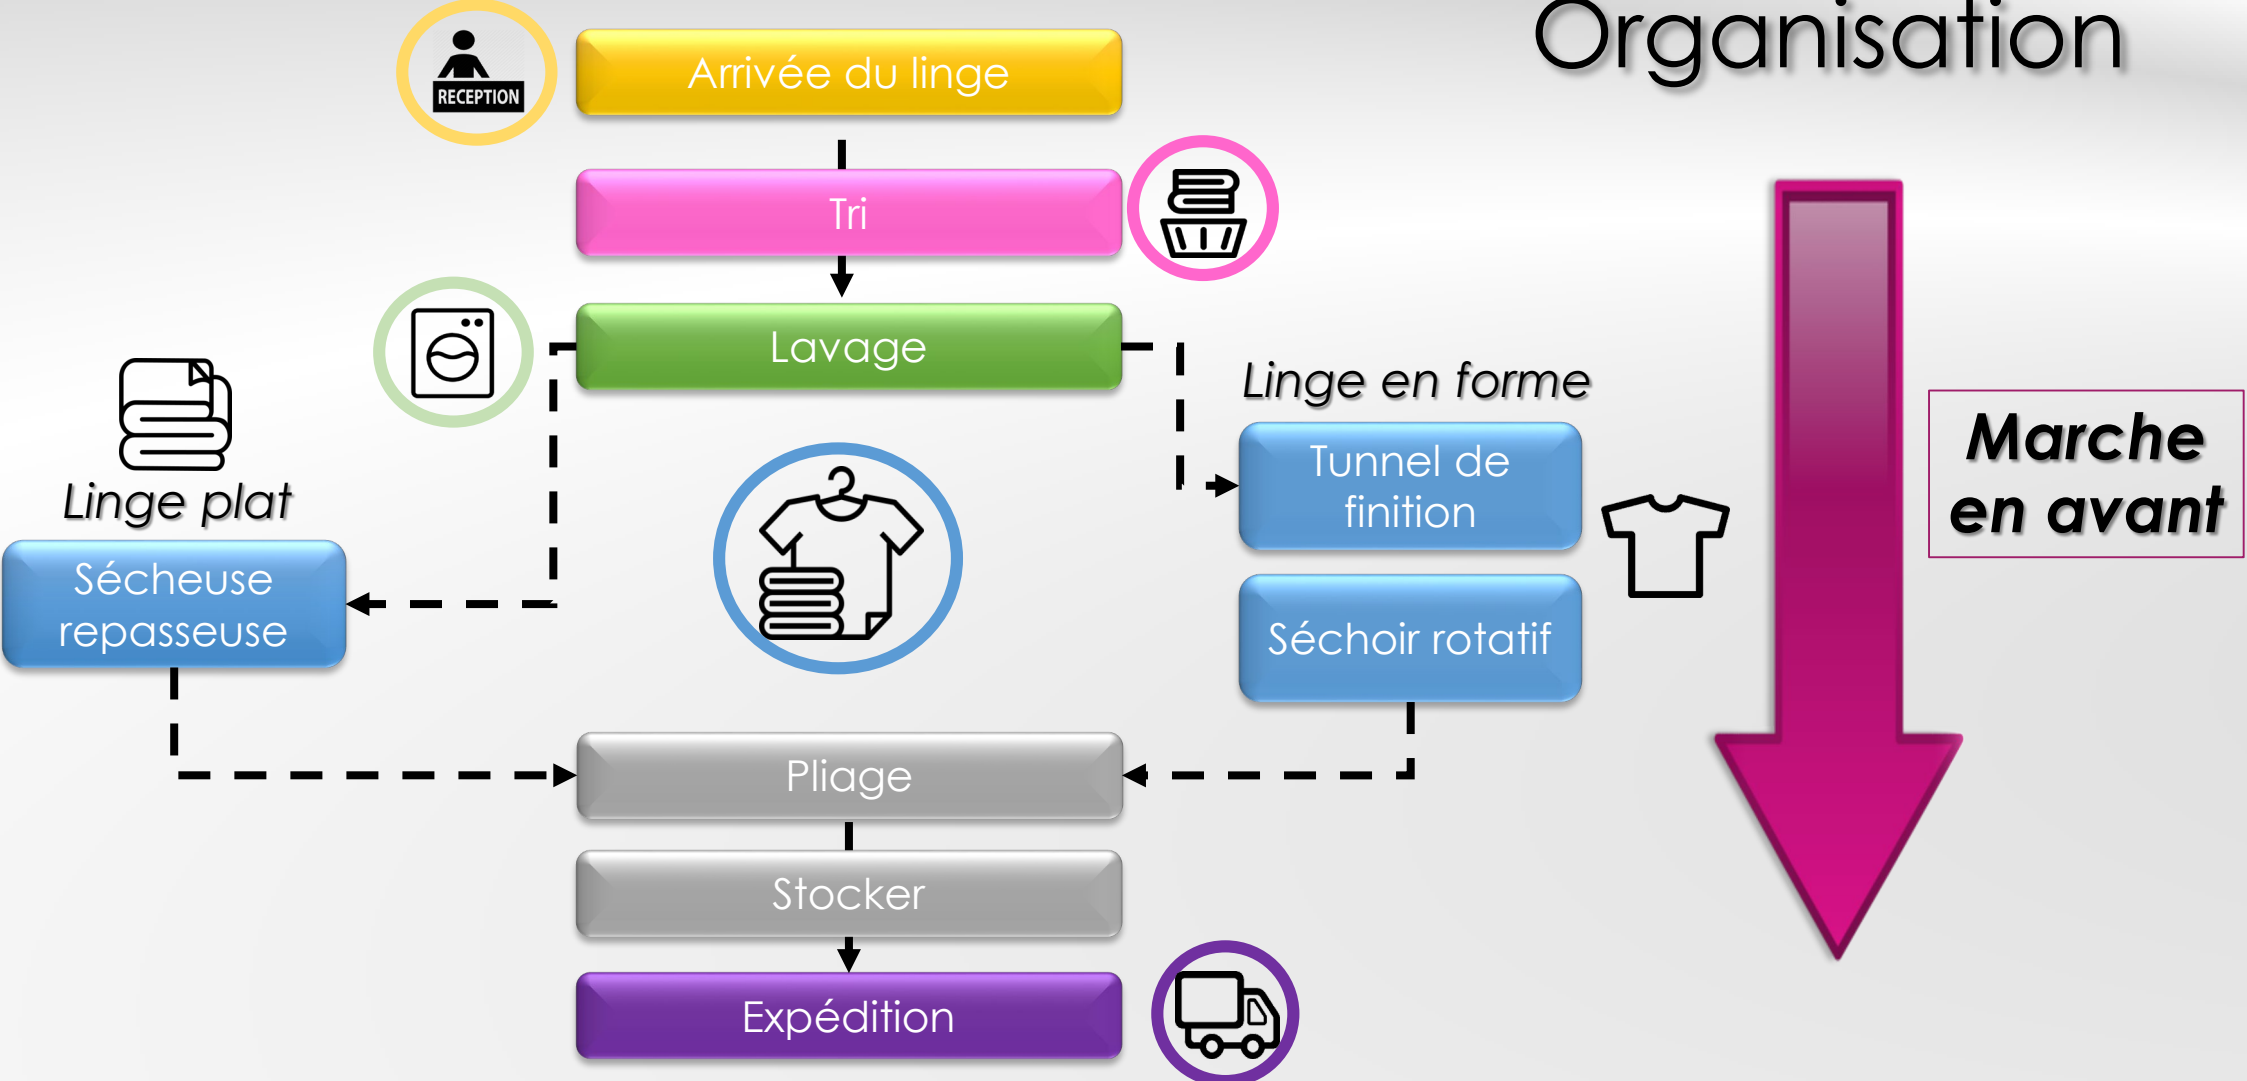 Organisation
RECEPTION
Arrivée du linge
Tri
Lavage
Linge en forme
Tunnel de
finition
Séchoir rotatif
Linge plat
Sécheuse
repasseuse
Marche
en avant
Pliage
Stocker
Expédition